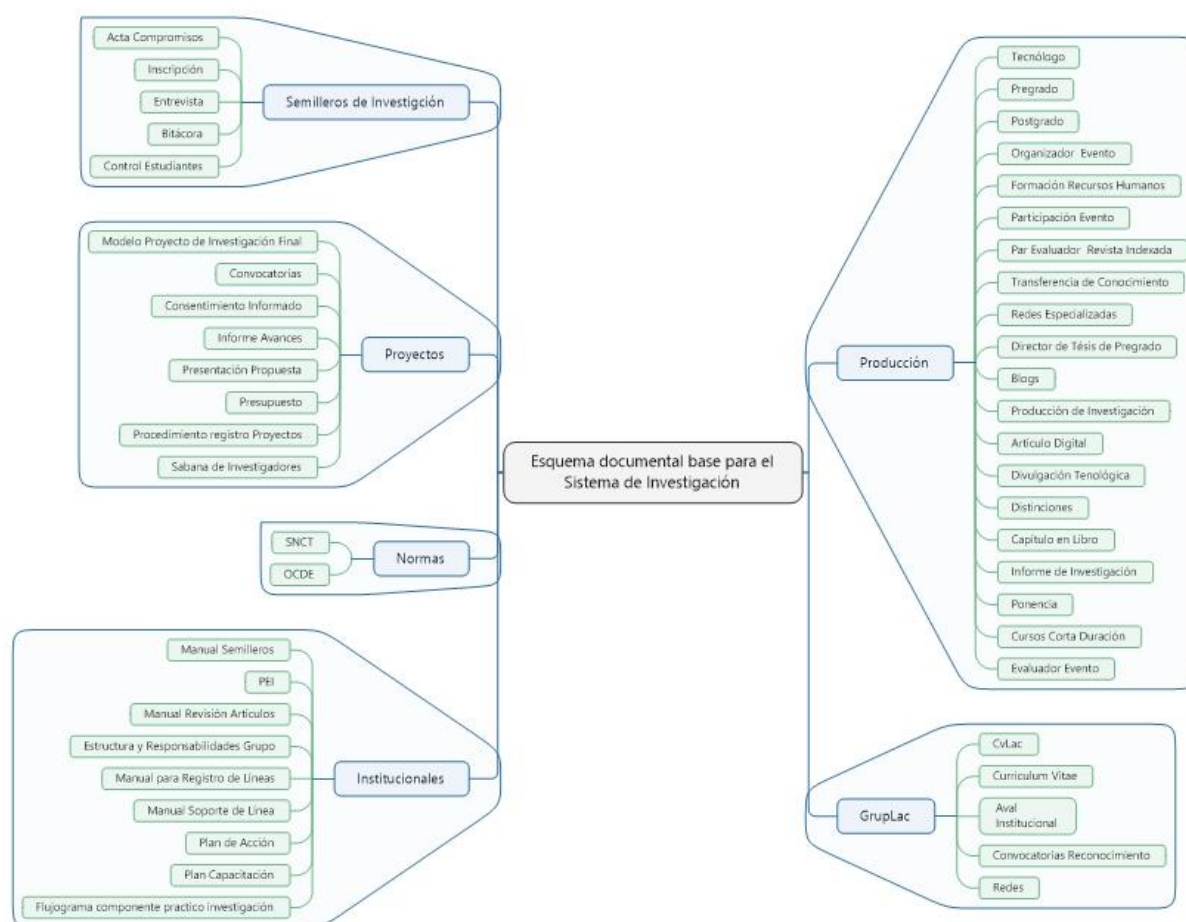 Acta Compromisos
Inscripción
Entrevista
Bitácora
Control Estudiantes
Semilleros de Investigción
Modelo Proyecto de Investigación Final
Convocatorias
Consentimiento Informado
Informe Avances
Presentación Propuesta
Presupuesto
Procedimiento registro Proyectos
Sabana de Investigadores
Proyectos
SNCT
OCDE
Normas
Manual Semilleros
PEI
Manual Revisión Artículos
Estructura y Responsabilidades Grupo
Manual para Registro de Líneas
Manual Soporte de Línea
Plan de Acción
Plan Capacitación
Flujograma componente practico investigación
Institucionales
Esquema documental base para el
Sistema de Investigación
Producción
Tecnólogo
Pregrado
Postgrado
Organizador Evento
Formación Recursos Humanos
Participación Evento
Par Evaluador Revista Indexada
Transferencia de Conocimiento
Redes Especializadas
Director de Tésis de Pregrado
Blogs
Producción de Investigación
Artículo Digital
Divulgación Tenológica
Distinciones
Capítulo en Libro
Informe de Investigación
Ponencia
Cursos Corta Duración
Evaluador Evento
GrupLac
CvLac
Curriculum Vitae
Aval
Institucional
Convocatorias Reconocimiento
Redes